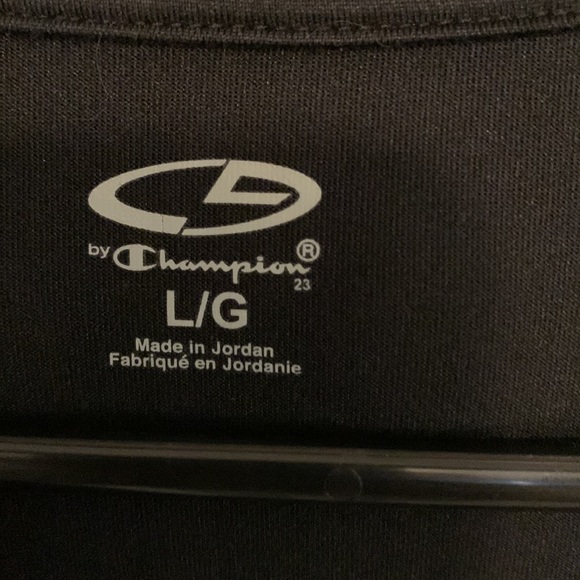 by Champion®
23
L/G
Made in Jordan
Fabriqué en Jordanie